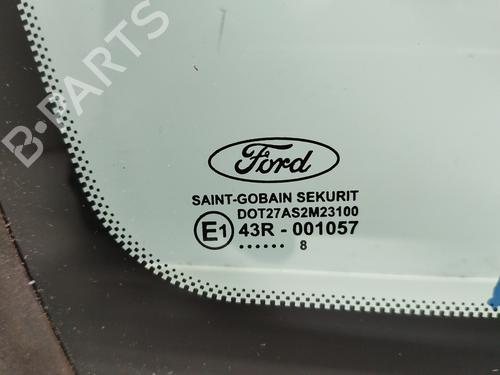 B-PARTS
Ford
SAINT-GOBAIN SEKURIT
DOT27AS2M23100
E1 43R - 001057
...... 8